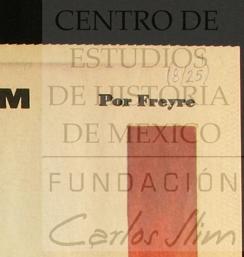 CENTRO DE
ESTUDIOS
(8/25)
M DE HISTORIA
Por Freyre
DE MEXICO
FUNDACIÓN
Carlos Slim